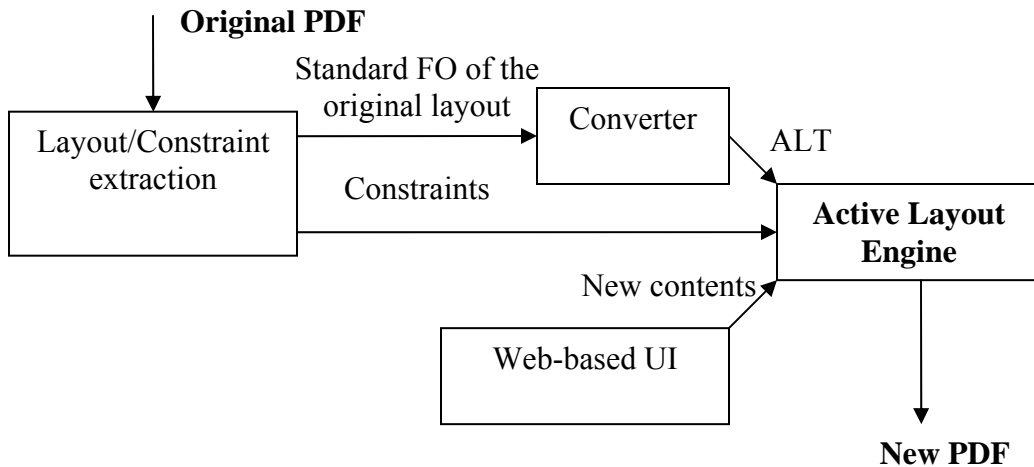 Original PDF
Standard FO of the
original layout
Layout/Constraint
extraction
Converter
ALT
Constraints
Active Layout
Engine
New contents
Web-based UI
New PDF